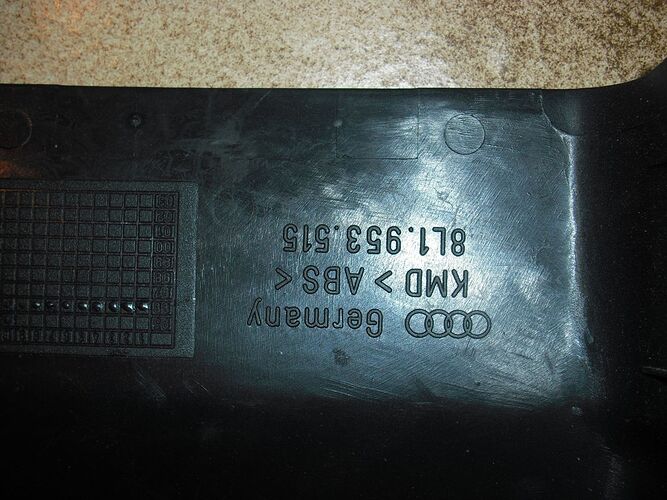 Germany
KMD > ABS <
8L1.953.515